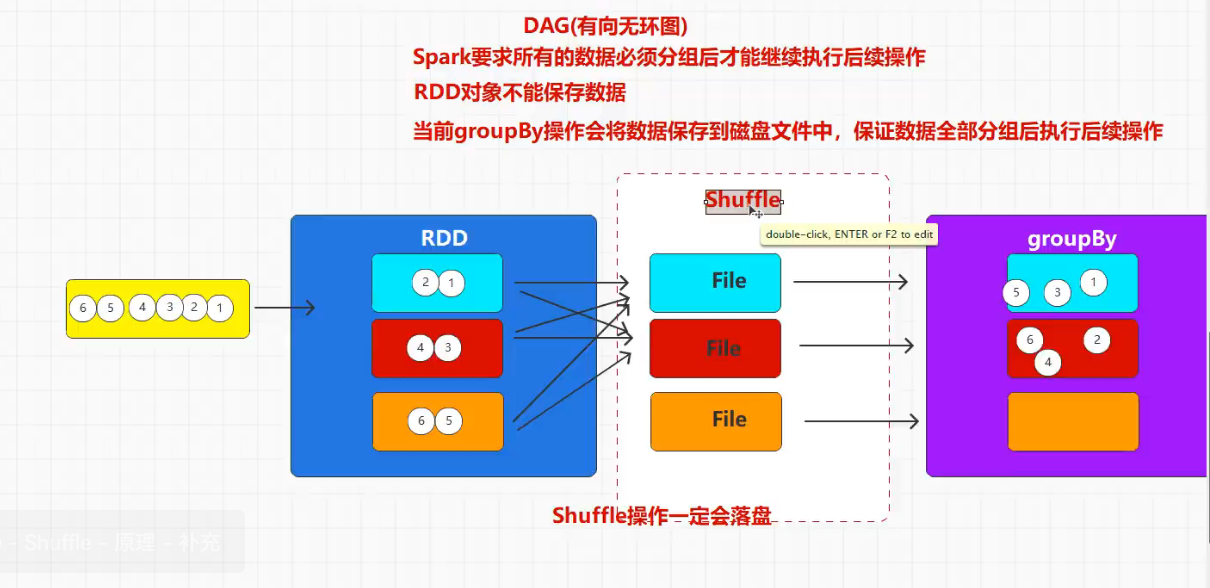 DAG(有向无环图)
Spark要求所有的数据必须分组后才能继续执行后续操作
RDD对象不能保存数据
当前groupBy操作会将数据保存到磁盘文件中，保证数据全部分组后执行后续操作
Shuffle
double-click, ENTER or F2 to edit
RDD
groupBy
2 1
File
5 3 1
6 5 4 3 2 1
4 3
File
6 2
4
6 5
File
Shuffle操作一定会落盘
- Shuffle - 原理 - 补充